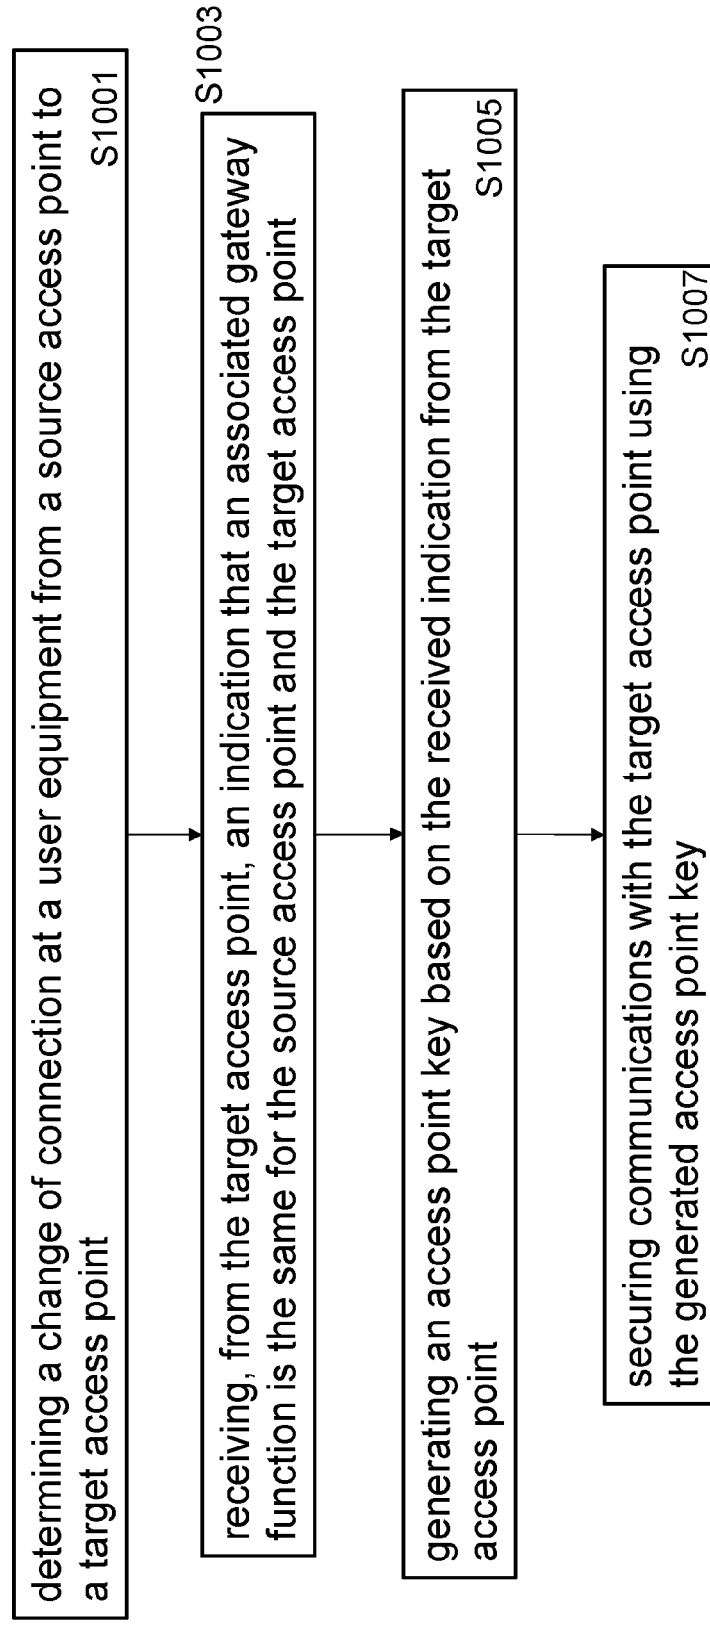 determining a change of connection at a user equipment from a source access point to
a target access point
S1001
S1003
receiving, from the target access point, an indication that an associated gateway
function is the same for the source access point and the target access point
generating an access point key based on the received indication from the target
access point
S1005
securing communications with the target access point using
the generated access point key
S1007